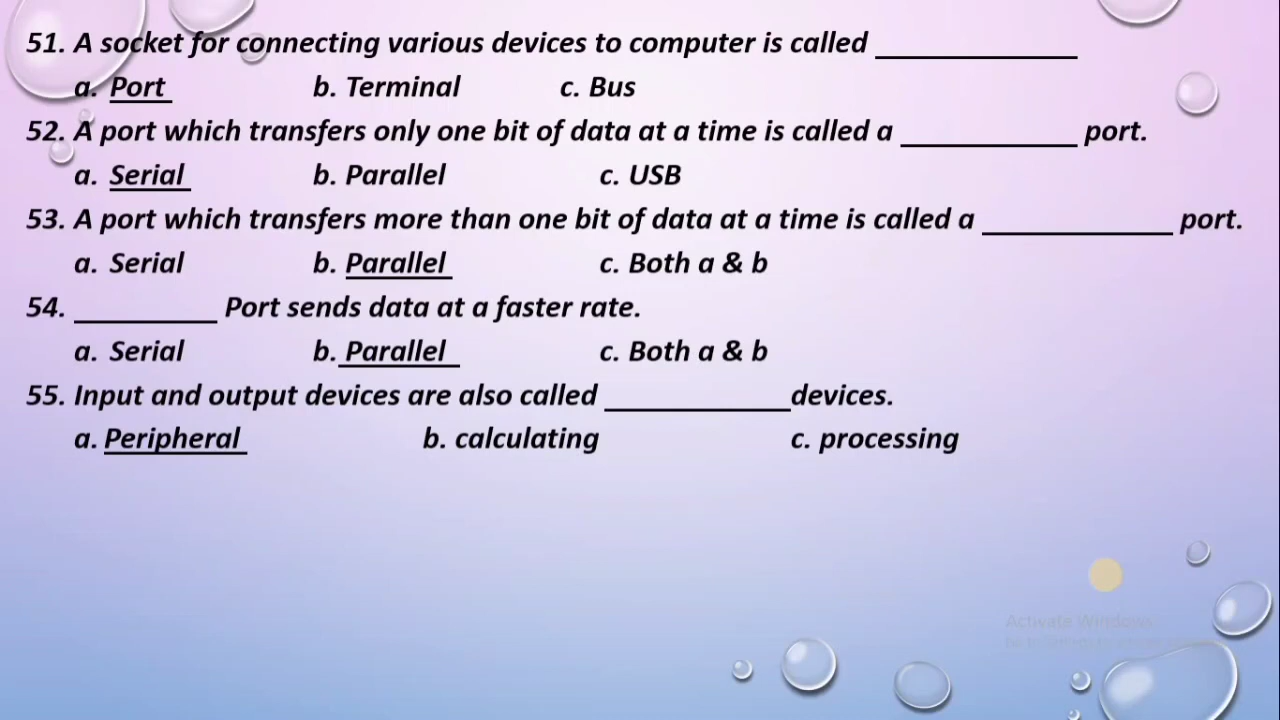 51. A socket for connecting various devices to computer is called ______________
a. Port b. Terminal c. Bus
52. A port which transfers only one bit of data at a time is called a ____________ port.
a. Serial b. Parallel c. USB
53. A port which transfers more than one bit of data at a time is called a _____________ port.
a. Serial b. Parallel c. Both a & b
54. __________ Port sends data at a faster rate.
a. Serial b. Parallel c. Both a & b
55. Input and output devices are also called _____________devices.
a. Peripheral b. calculating c. processing
Activate Windows